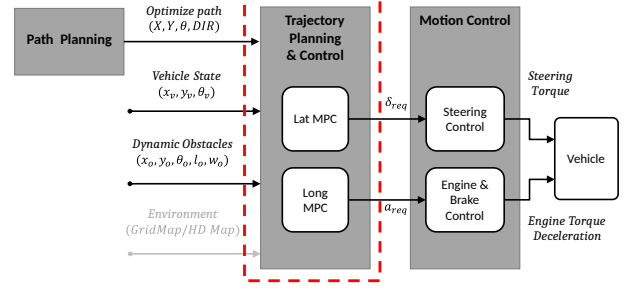 Path Planning
Optimize path
(X, Y, θ, DIR)
Vehicle State
(x_v, y_v, θ_v)
Dynamic Obstacles
(x_o, y_o, θ_o, l_o, w_o)
Environment
(GridMap/HD Map)
Trajectory
Planning
& Control
Lat MPC
Long
MPC
δ_req
a_req
Motion Control
Steering
Control
Engine &
Brake
Control
Steering
Torque
Vehicle
Engine Torque
Deceleration